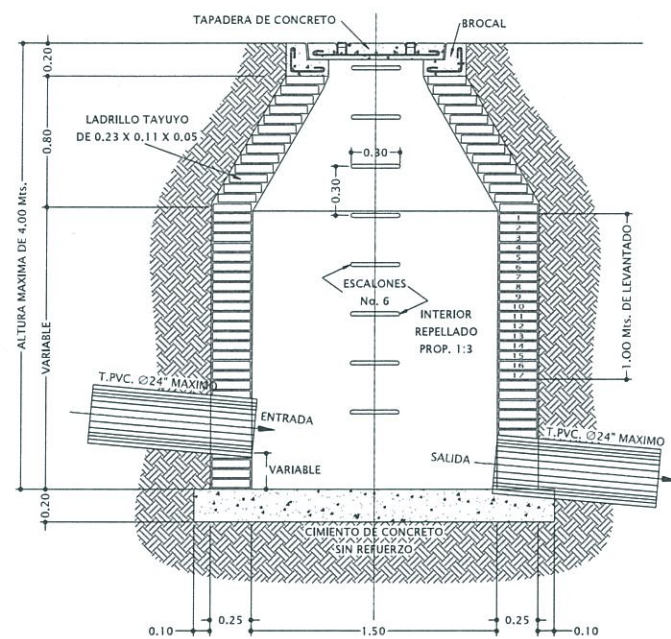 TAPADERA DE CONCRETO
BROCAL
0.20
LADRILLO TAYUYO
DE 0.23 X 0.11 X 0.05
0.80
0.30
0.30
ALTURA MAXIMA DE 4.00 Mts.
VARIABLE
1
2
3
4
5
6
7
8
9
10
11
12
13
14
15
16
17
1.00 Mts. DE LEVANTADO
ESCALONES
No. 6
INTERIOR
REPELLADO
PROP. 1:3
T.PVC. Ø24" MAXIMO
ENTRADA
VARIABLE
T.PVC. Ø24" MAXIMO
SALIDA
0.20
CIMIENTO DE CONCRETO
SIN REFUERZO
0.25
0.25
0.10
1.50
0.10